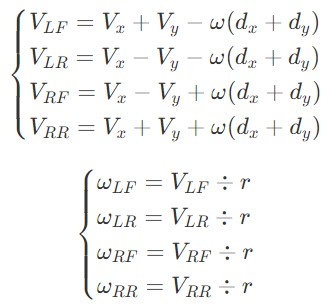 V_{LF} = V_x + V_y − ω(d_x + d_y)
V_{LR} = V_x − V_y − ω(d_x + d_y)
V_{RF} = V_x − V_y + ω(d_x + d_y)
V_{RR} = V_x + V_y + ω(d_x + d_y)
ω_{LF} = V_{LF} ÷ r
ω_{LR} = V_{LR} ÷ r
ω_{RF} = V_{RF} ÷ r
ω_{RR} = V_{RR} ÷ r